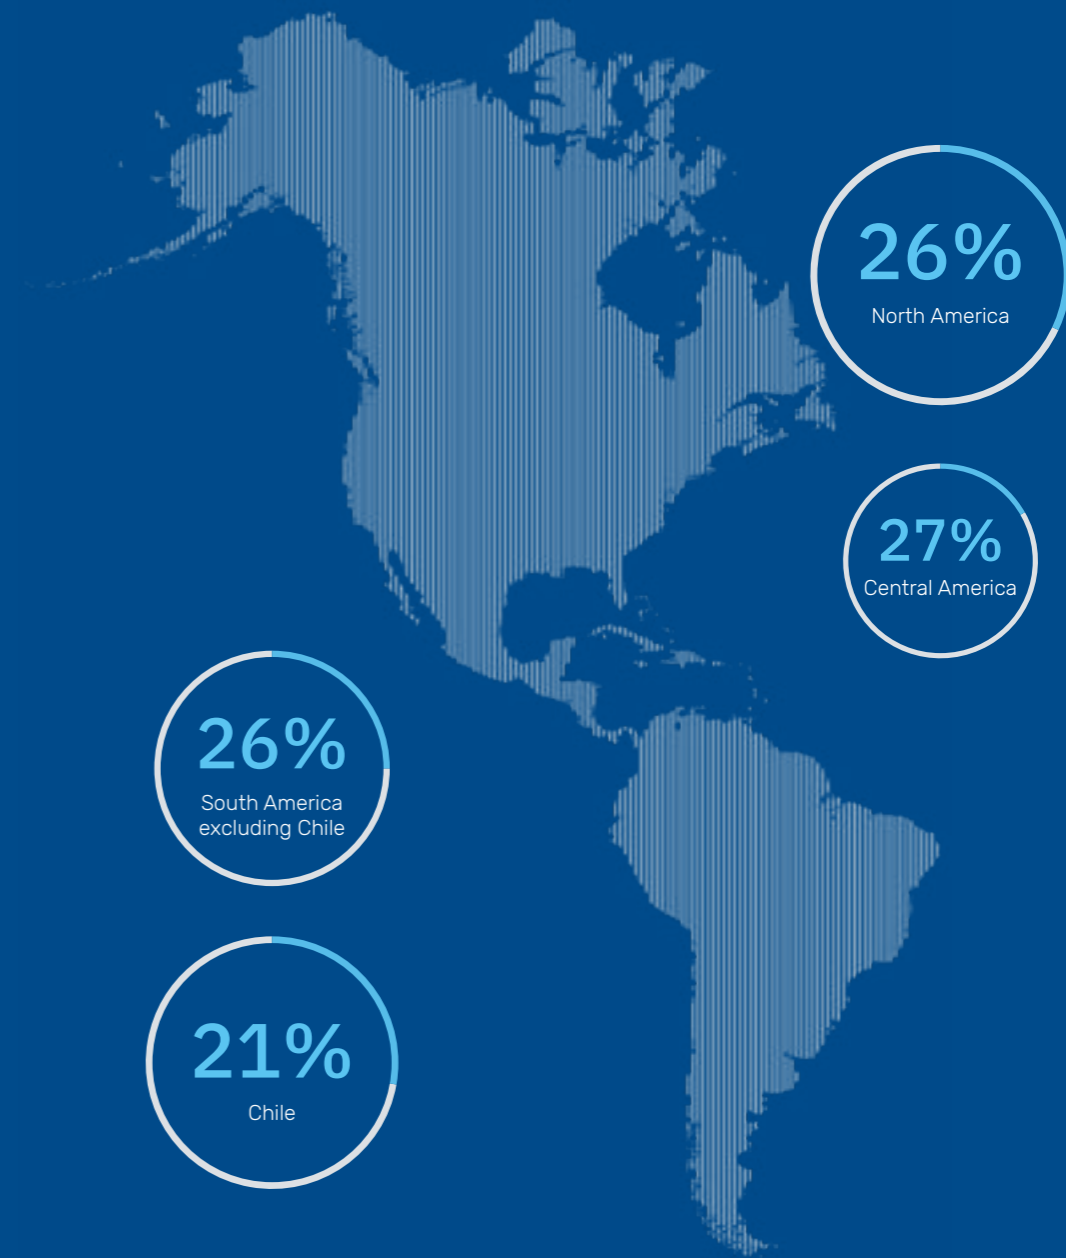 26%
North America
27%
Central America
26%
South America
excluding Chile
21%
Chile